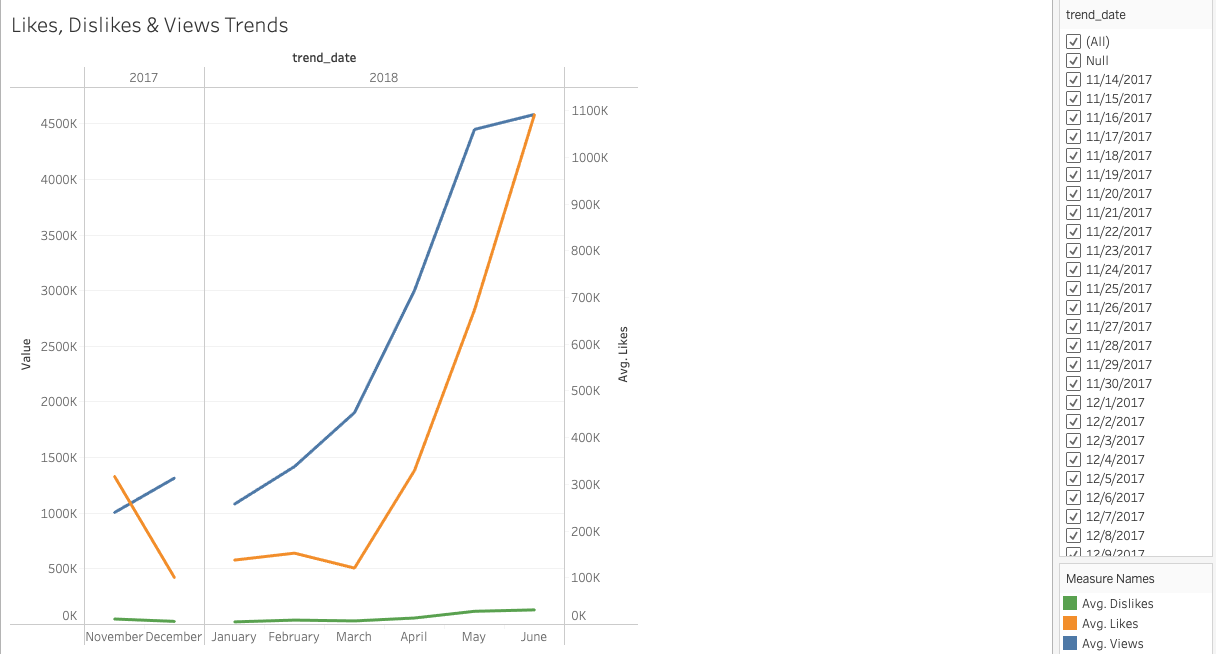 Likes, Dislikes & Views Trends
trend_date
2017 2018
4500K
4000K
3500K
3000K
2500K
2000K
1500K
1000K
500K
0K
Value
1100K
1000K
900K
800K
700K
600K
500K
400K
300K
200K
100K
0K
Avg. Likes
November December January February March April May June
trend_date
(All)
Null
11/14/2017
11/15/2017
11/16/2017
11/17/2017
11/18/2017
11/19/2017
11/20/2017
11/21/2017
11/22/2017
11/23/2017
11/24/2017
11/25/2017
11/26/2017
11/27/2017
11/28/2017
11/29/2017
11/30/2017
12/1/2017
12/2/2017
12/3/2017
12/4/2017
12/5/2017
12/6/2017
12/7/2017
12/8/2017
12/9/2017
Measure Names
Avg. Dislikes
Avg. Likes
Avg. Views